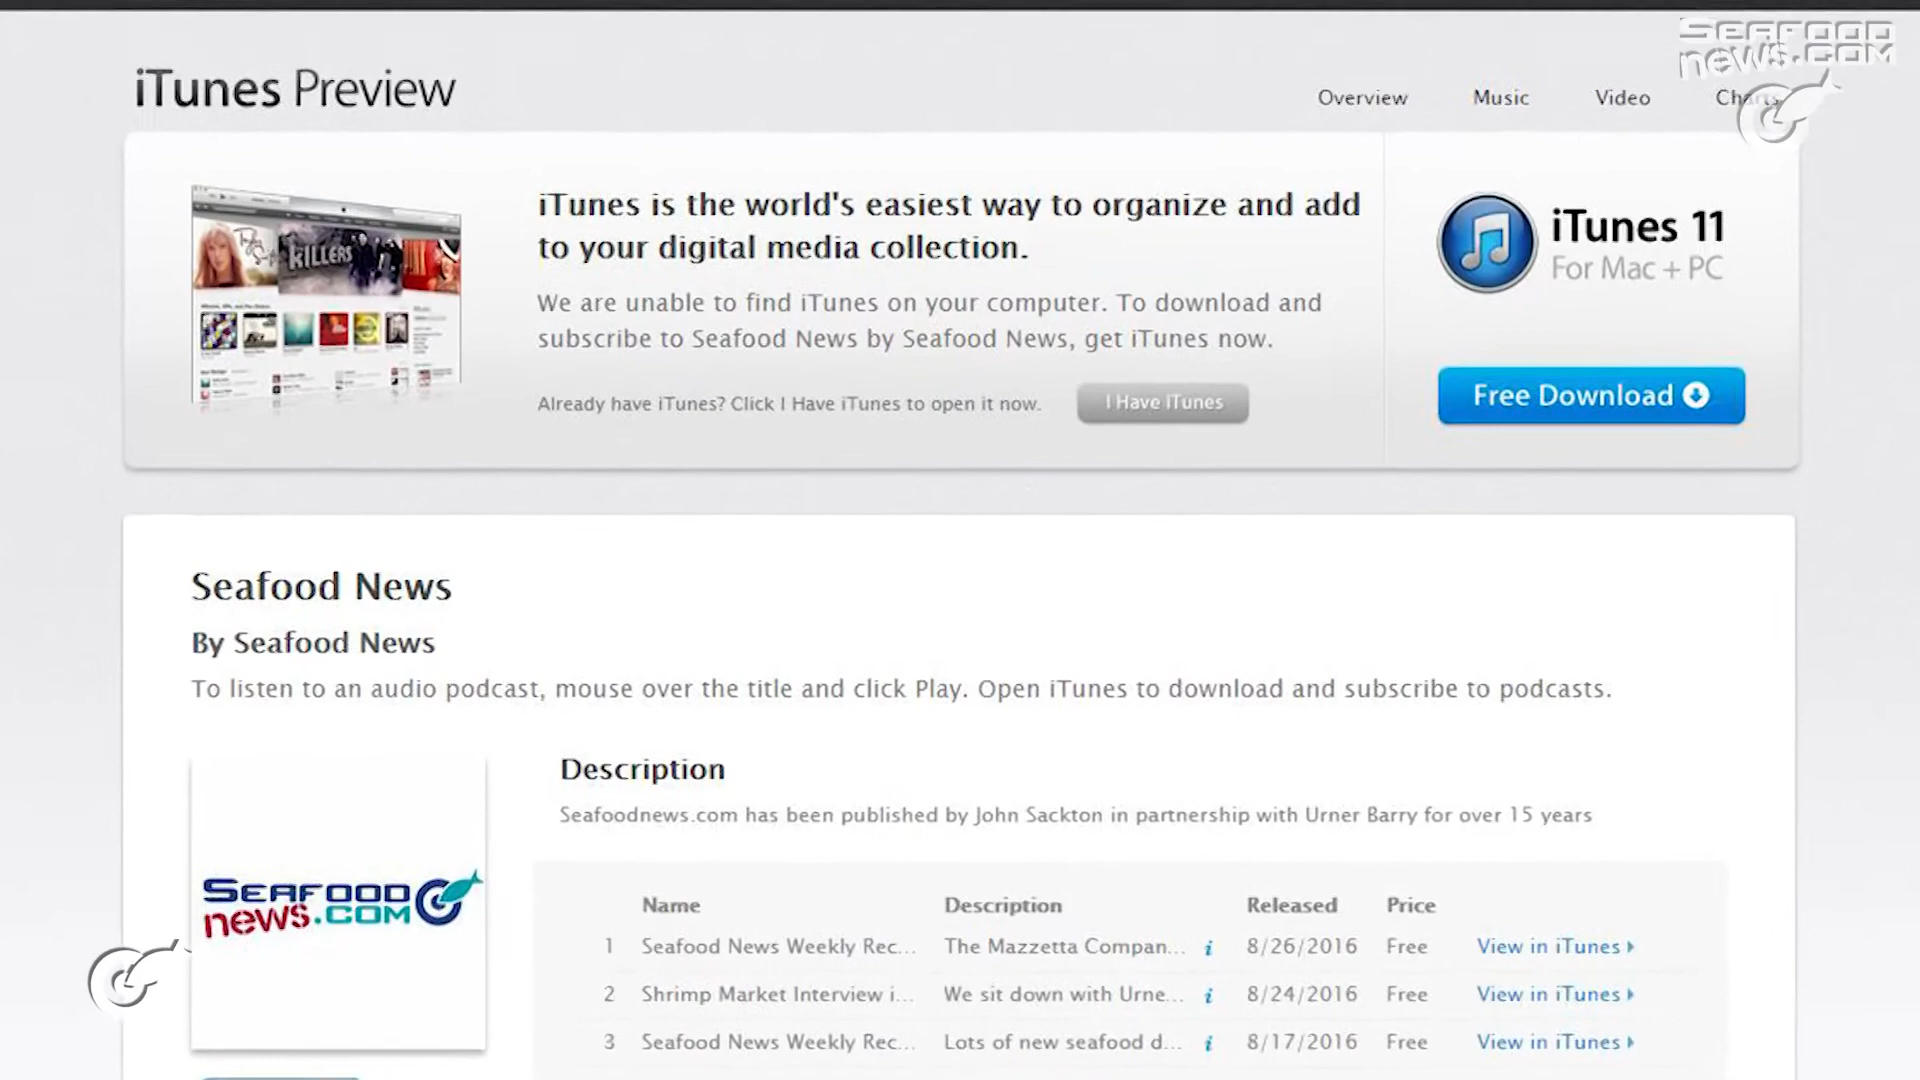 SEAFOOD
news.COM
iTunes Preview
Overview Music Video Charts
iTunes is the world's easiest way to organize and add
to your digital media collection.
We are unable to find iTunes on your computer. To download and
subscribe to Seafood News by Seafood News, get iTunes now.
Already have iTunes? Click I Have iTunes to open it now.
I Have iTunes
KILLERS
iTunes 11
For Mac + PC
Free Download
Seafood News
By Seafood News
To listen to an audio podcast, mouse over the title and click Play. Open iTunes to download and subscribe to podcasts.
SEAFOOD
news.COM
Description
Seafoodnews.com has been published by John Sackton in partnership with Urner Barry for over 15 years
Name Description Released Price
1 Seafood News Weekly Rec... The Mazzetta Compan... i 8/26/2016 Free View in iTunes
2 Shrimp Market Interview i... We sit down with Urne... i 8/24/2016 Free View in iTunes
3 Seafood News Weekly Rec... Lots of new seafood d... i 8/17/2016 Free View in iTunes